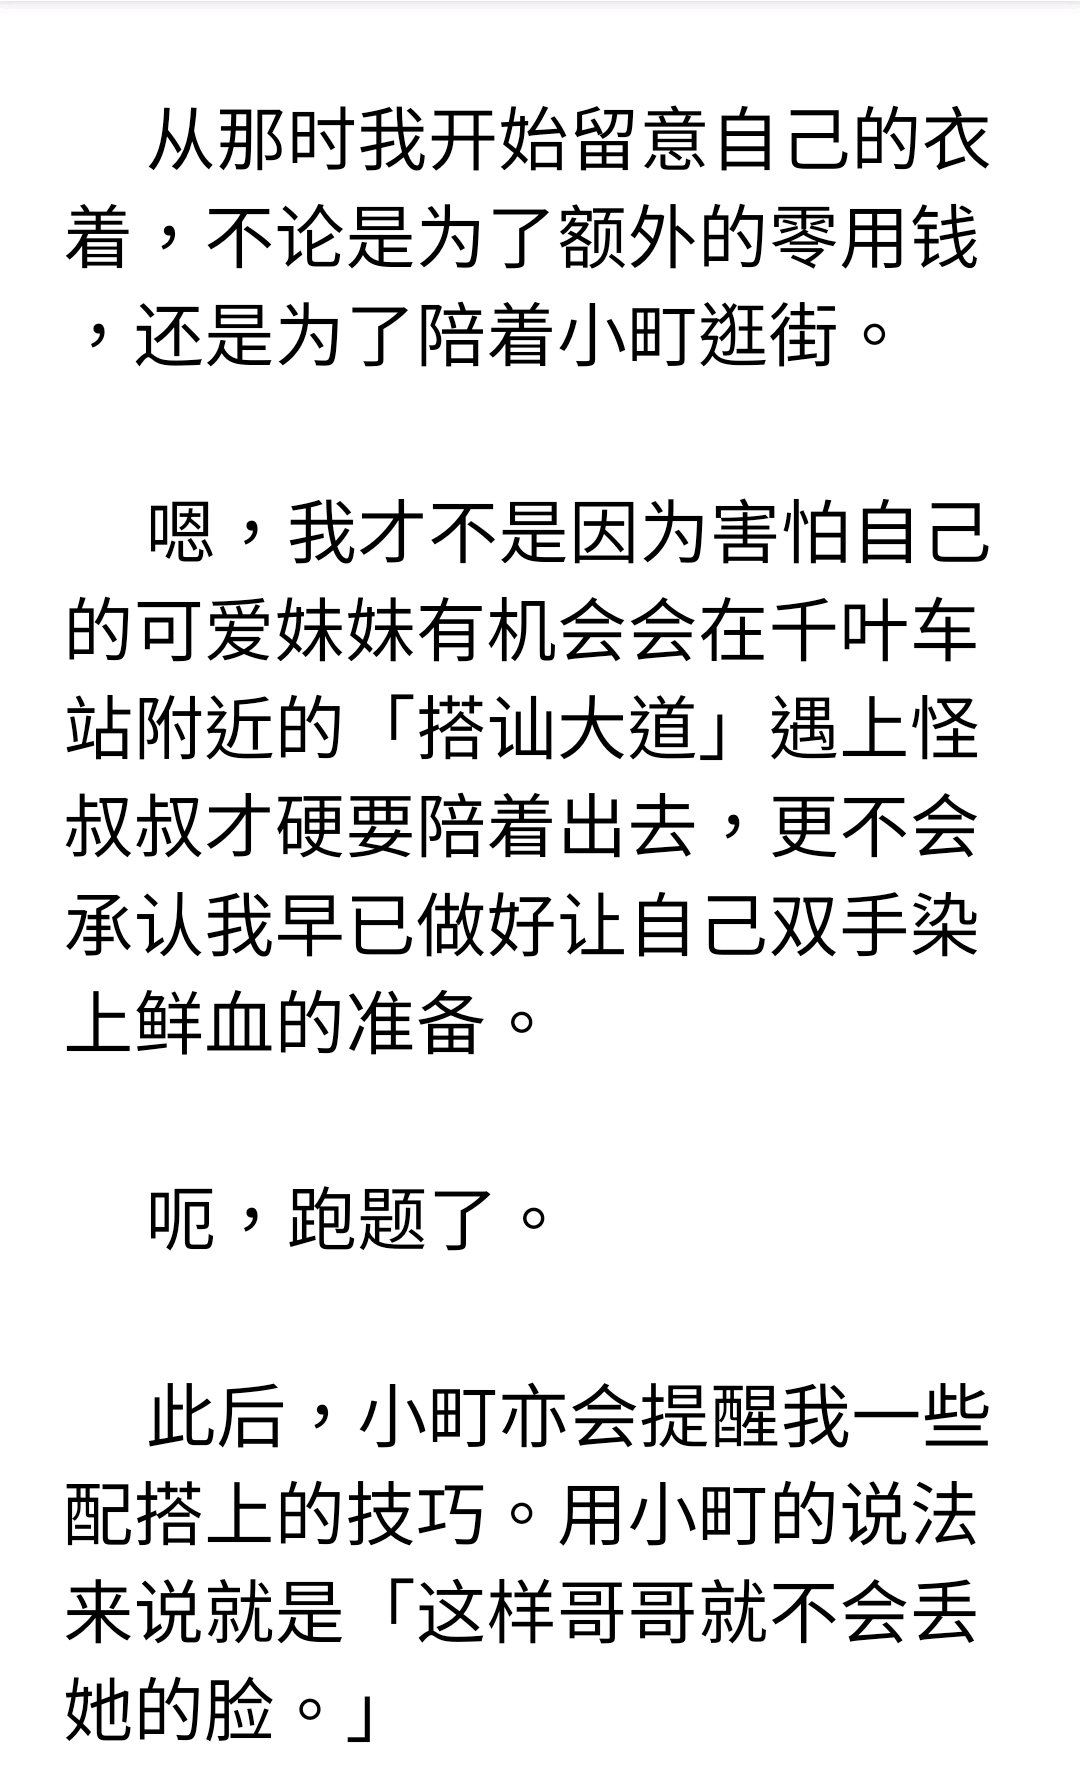 从那时我开始留意自己的衣
着，不论是为了额外的零用钱
，还是为了陪着小町逛街。
嗯，我才不是因为害怕自己
的可爱妹妹有机会会在千叶车
站附近的「搭讪大道」遇上怪
叔叔才硬要陪着出去，更不会
承认我早已做好让自己双手染
上鲜血的准备。
呃，跑题了。
此后，小町亦会提醒我一些
配搭上的技巧。用小町的说法
来说就是「这样哥哥就不会丢
她的脸。」